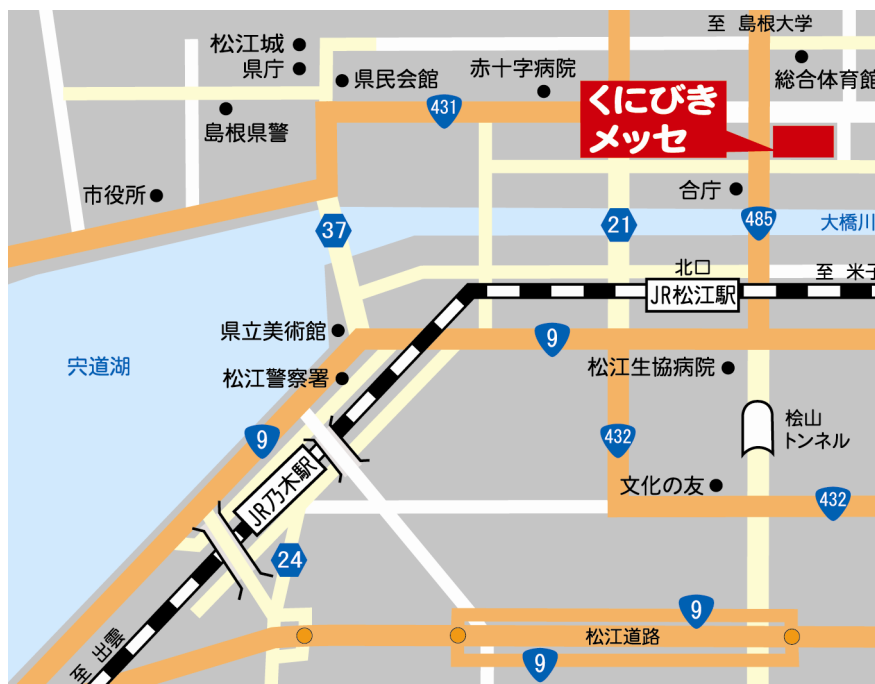 至 島根大学
松江城
県庁
県民会館
赤十字病院
総合体育館
島根県警
431
くにびき
メッセ
市役所
合庁
37
21
485
大橋川
北口
至 米子
JR松江駅
県立美術館
9
宍道湖
松江警察署
松江生協病院
桧山
トンネル
9
432
JR乃木駅
文化の友
432
24
9
松江道路
至 出雲
9